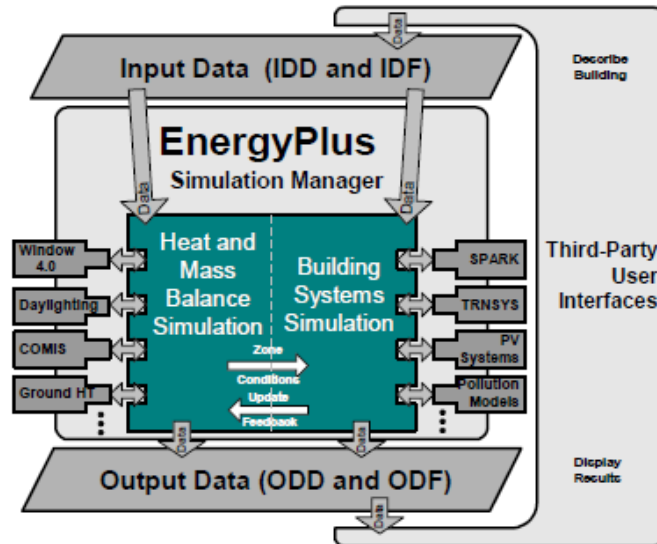 Data
Input Data (IDD and IDF)
Describe
Building
Data
Data
EnergyPlus
Simulation Manager
Window
4.0
Daylighting
COMIS
Ground HT
Heat and
Mass
Balance
Simulation
Building
Systems
Simulation
Zone
Conditions
Update
Feedback
SPARK
TRNSYS
PV
Systems
Pollution
Models
Third-Party
User
Interfaces
Data
Data
Output Data (ODD and ODF)
Display
Results
Data